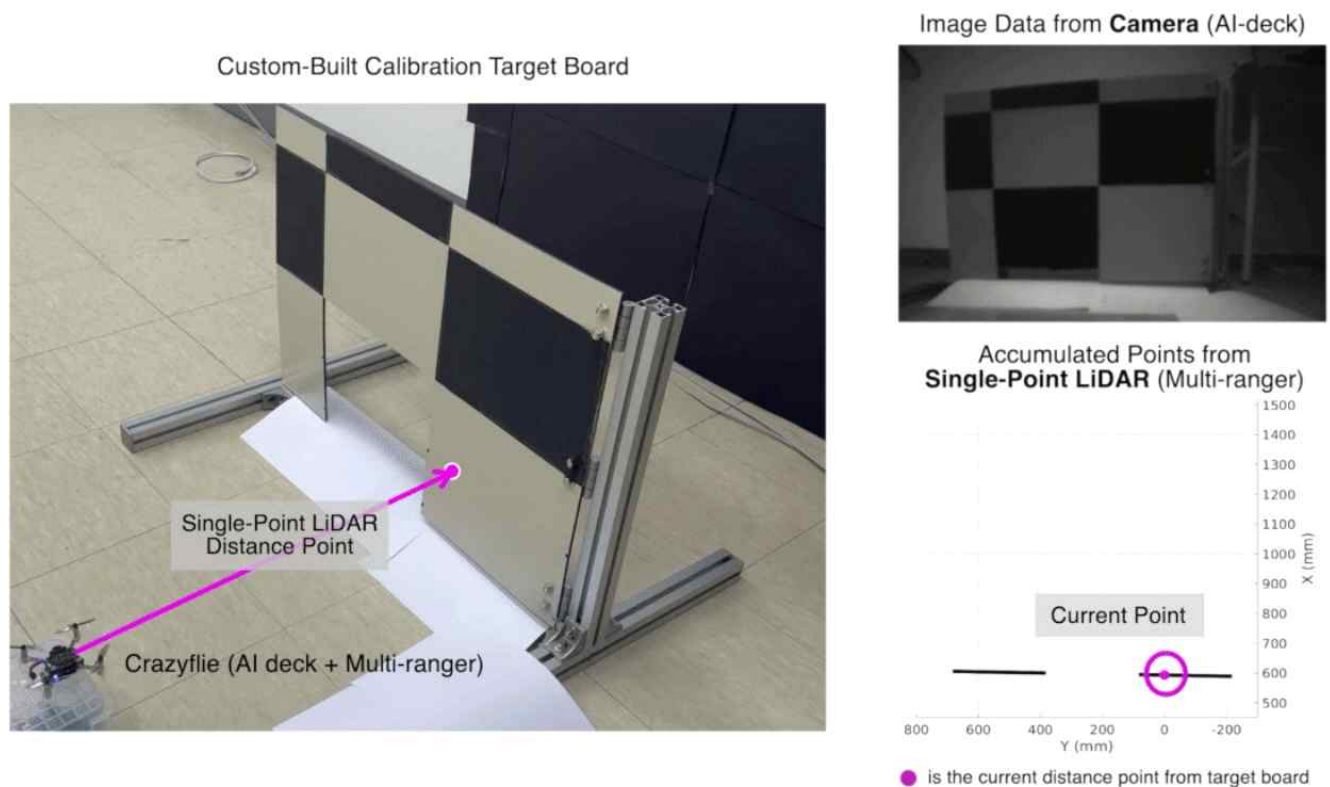 Custom-Built Calibration Target Board
Single-Point LiDAR
Distance Point
Crazyflie (AI deck + Multi-ranger)
Image Data from Camera (AI-deck)
Accumulated Points from
Single-Point LiDAR (Multi-ranger)
1500
1400
1300
1200
1100
1000
900
800
700
600
500
X (mm)
Current Point
800 600 400 200 0 -200
Y (mm)
is the current distance point from target board